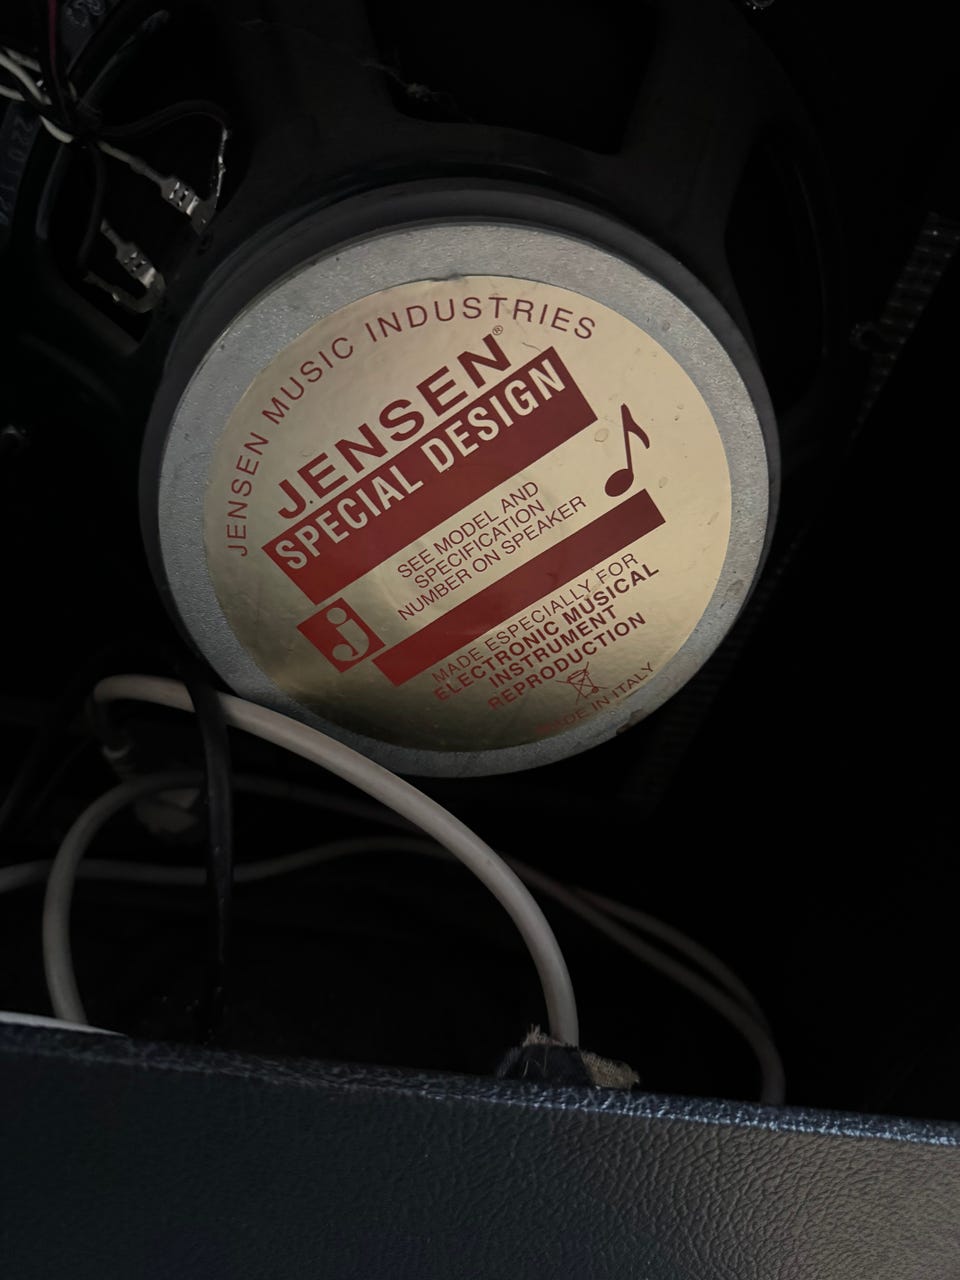 JENSEN MUSIC INDUSTRIES
JENSEN®
SPECIAL DESIGN
SEE MODEL AND
SPECIFICATION
NUMBER ON SPEAKER
j
MADE ESPECIALLY FOR
ELECTRONIC MUSICAL
INSTRUMENT
REPRODUCTION
MADE IN ITALY